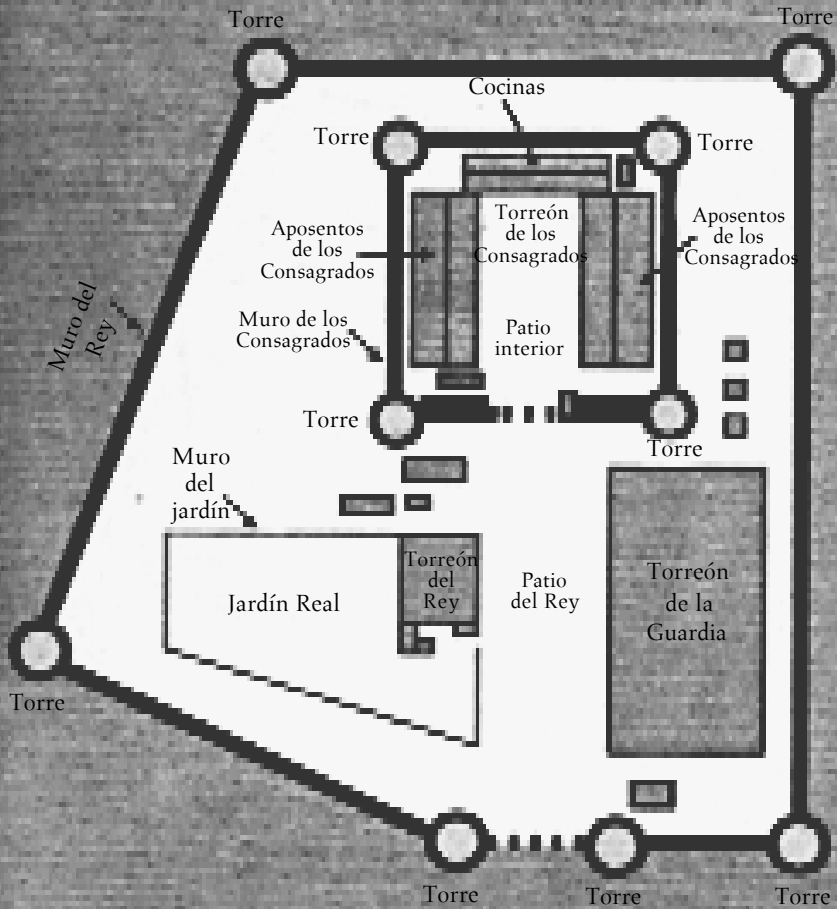 Torre
Torre
Cocinas
Torre
Torre
Aposentos
de los
Consagrados
Torreón
de los
Consagrados
Aposentos
de los
Consagrados
Muro del
Rey
Muro de los
Consagrados
Patio
interior
Torre
Torre
Muro
del
jardín
Jardín Real
Torreón
del
Rey
Patio
del Rey
Torreón
de la
Guardia
Torre
Torre
Torre
Torre